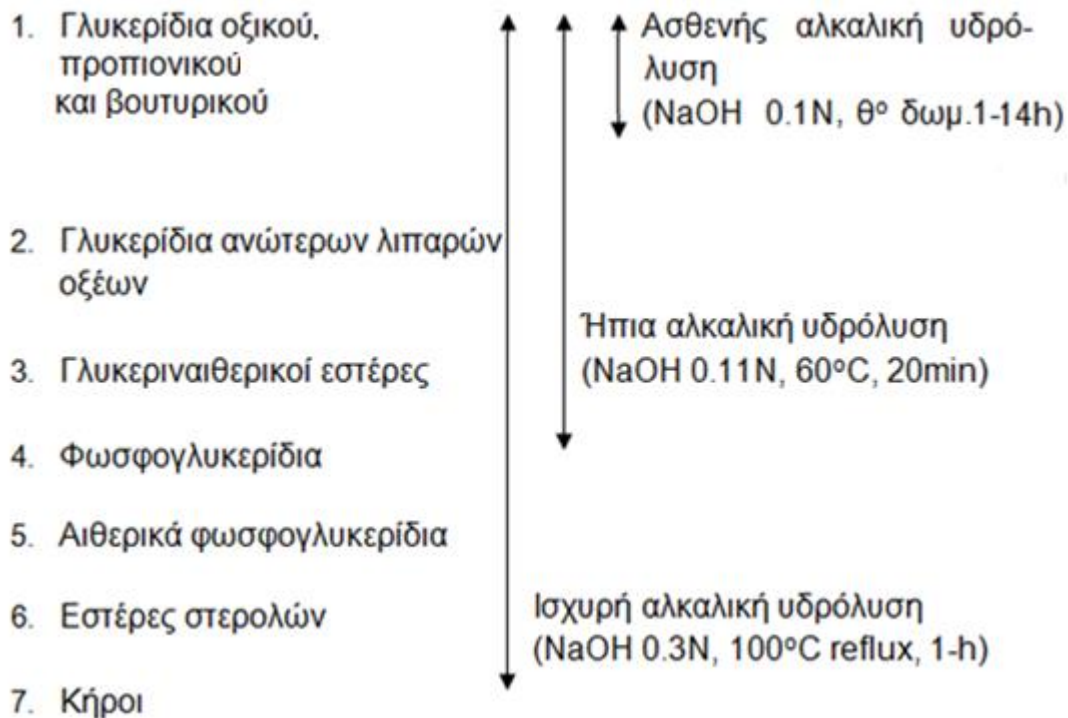 1. Γλυκερίδια οξικού,
προπιονικού
και βουτυρικού
2. Γλυκερίδια ανώτερων λιπαρών
οξέων
3. Γλυκεριναιθερικοί εστέρες
4. Φωσφογλυκερίδια
5. Αιθερικά φωσφογλυκερίδια
6. Εστέρες στερολών
7. Κήροι
Ασθενής αλκαλική υδρό-
λυση
(NaOH 0.1N, θº δωμ.1-14h)
Ήπια αλκαλική υδρόλυση
(NaOH 0.11N, 60ºC, 20min)
Ισχυρή αλκαλική υδρόλυση
(NaOH 0.3N, 100ºC reflux, 1-h)